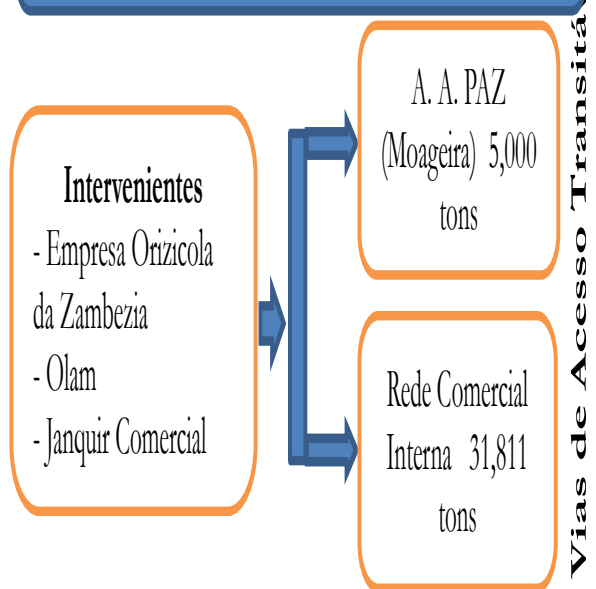 Intervenientes
- Empresa Orizicola
da Zambezia
- Olam
- Janquir Comercial
A. A. PAZ
(Moageira) 5,000
tons
Rede Comercial
Interna 31,811
tons
Vias de Acesso